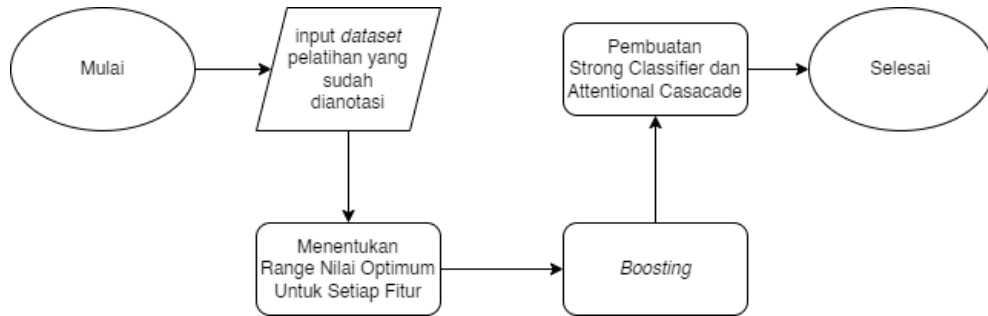 Mulai
input dataset
pelatihan yang
sudah
dianotasi
Menentukan
Range Nilai Optimum
Untuk Setiap Fitur
Boosting
Pembuatan
Strong Classifier dan
Attentional Casacade
Selesai